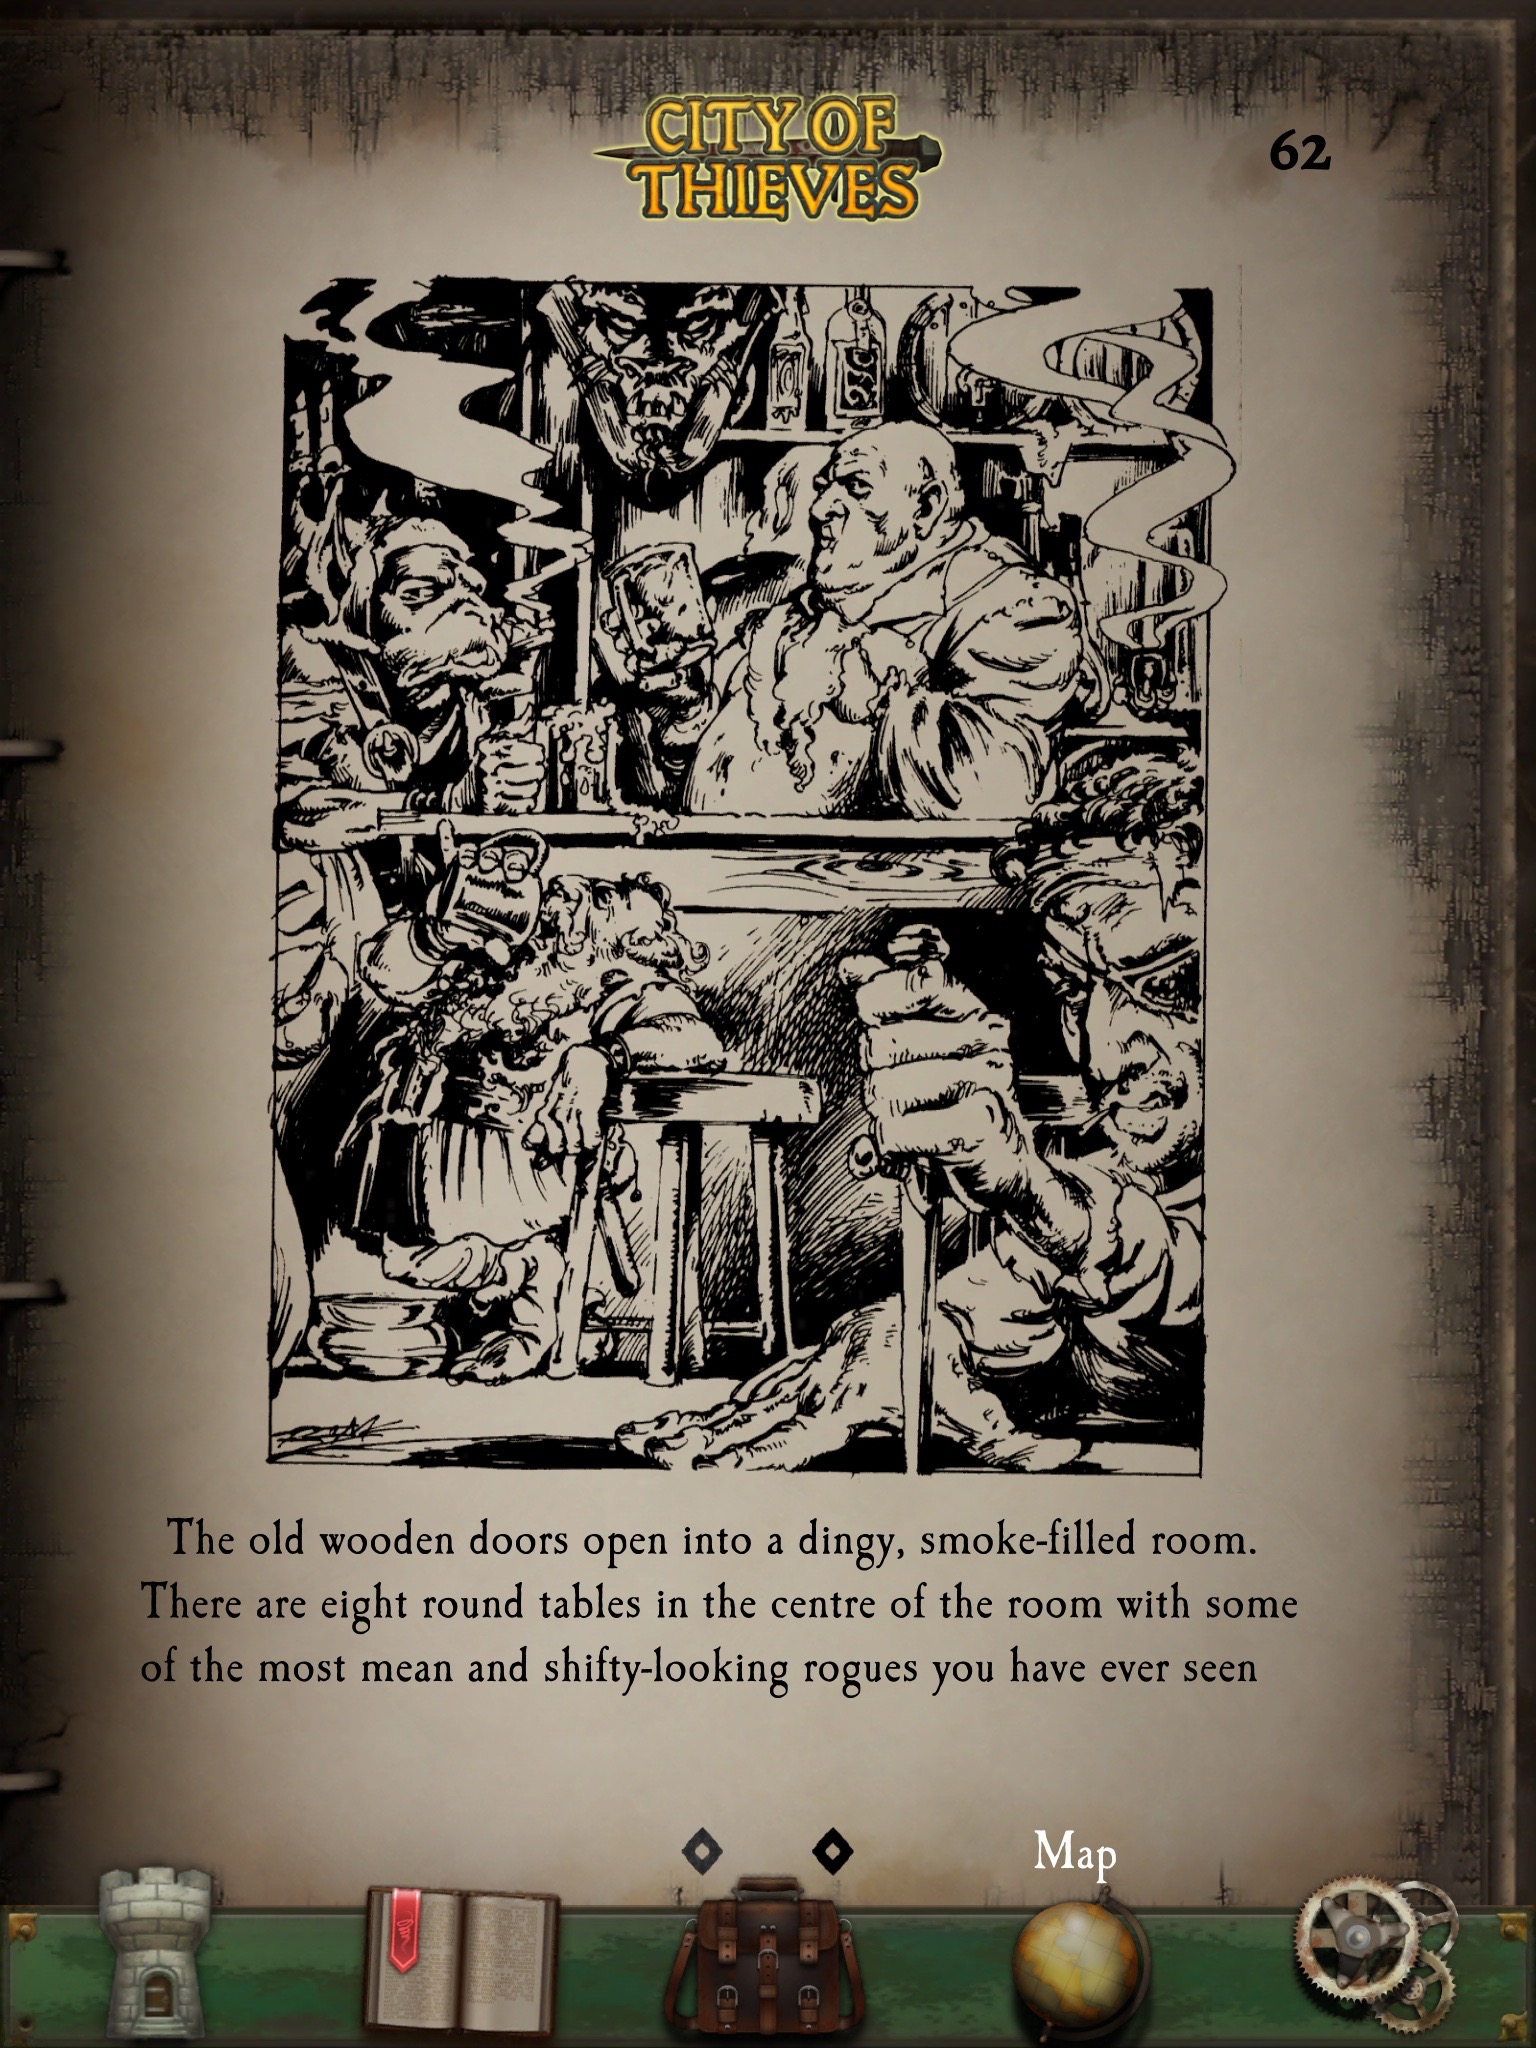 CITY OF
THIEVES
62
The old wooden doors open into a dingy, smoke-filled room.
There are eight round tables in the centre of the room with some
of the most mean and shifty-looking rogues you have ever seen
Map